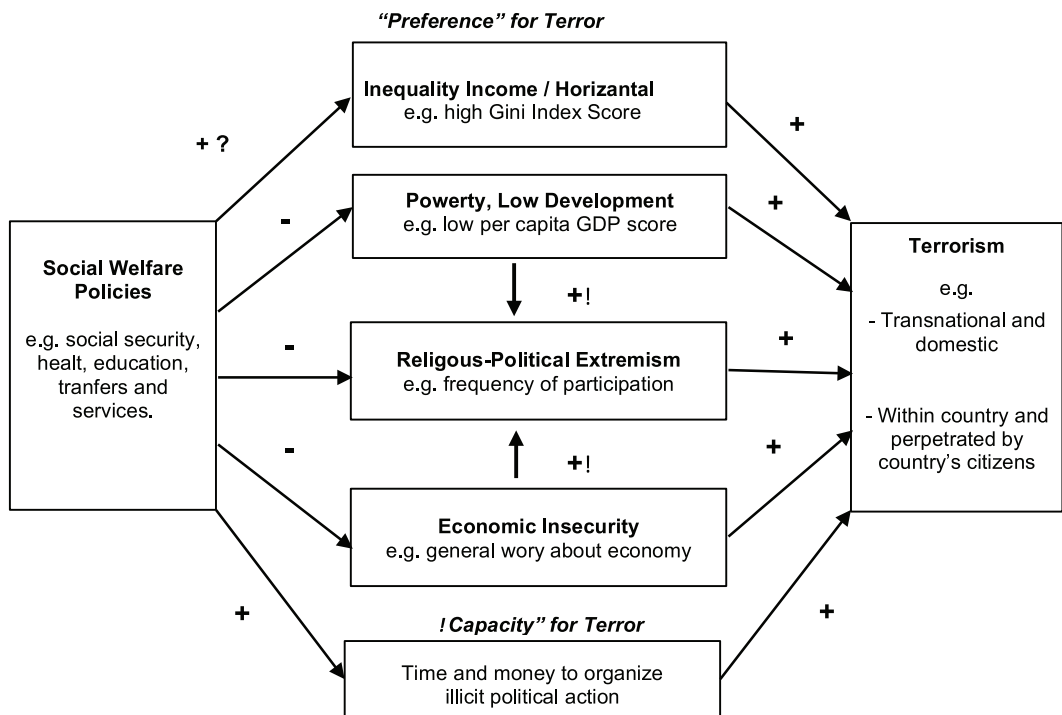 “Preference” for Terror
Inequality Income / Horizantal
e.g. high Gini Index Score
+ ?
+
Powerty, Low Development
e.g. low per capita GDP score
-
+
Social Welfare
Policies
e.g. social security,
healt, education,
tranfers and
services.
+!
Terrorism
e.g.
- Transnational and
domestic
- Within country and
perpetrated by
country’s citizens
-
Religous-Political Extremism
e.g. frequency of participation
+
-
+!
+
Economic Insecurity
e.g. general worry about economy
+
! Capacity” for Terror
+
Time and money to organize
illicit political action